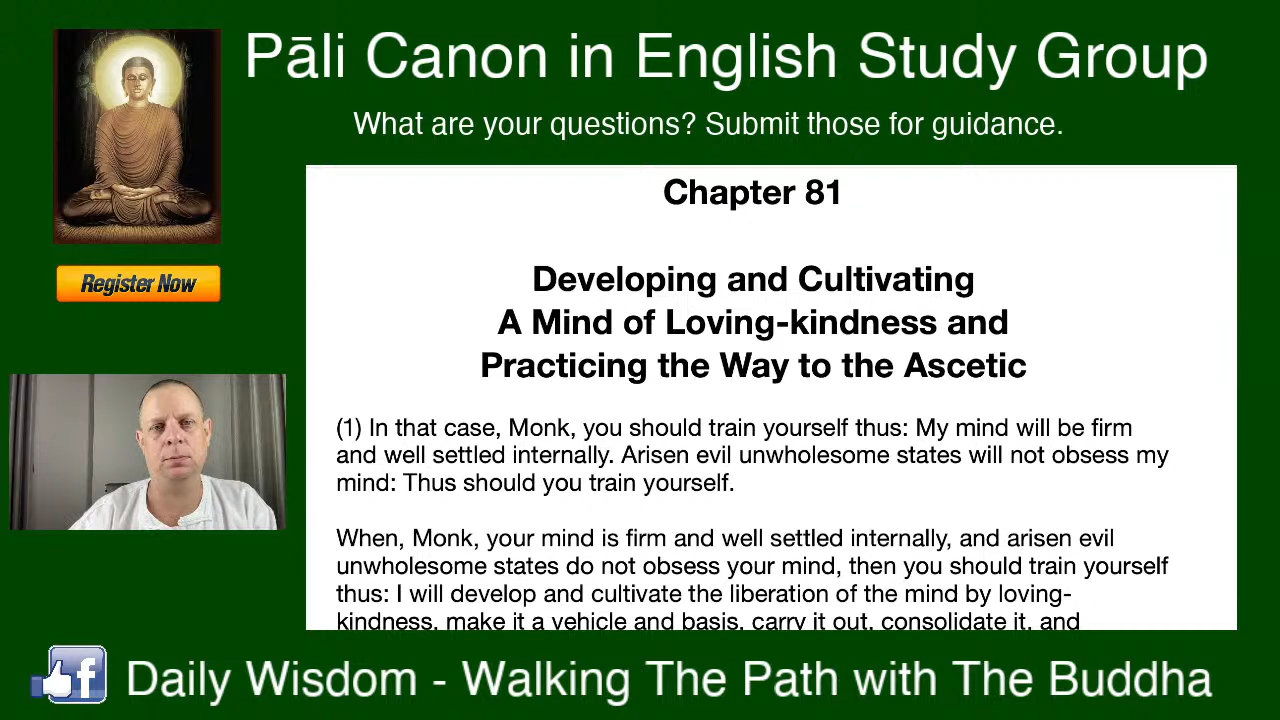 Pāli Canon in English Study Group
What are your questions? Submit those for guidance.
Register Now
Chapter 81
Developing and Cultivating
A Mind of Loving-kindness and
Practicing the Way to the Ascetic
(1) In that case, Monk, you should train yourself thus: My mind will be firm
and well settled internally. Arisen evil unwholesome states will not obsess my
mind: Thus should you train yourself.
When, Monk, your mind is firm and well settled internally, and arisen evil
unwholesome states do not obsess your mind, then you should train yourself
thus: I will develop and cultivate the liberation of the mind by loving-
kindness, make it a vehicle and basis, carry it out, consolidate it, and
f
Daily Wisdom - Walking The Path with The Buddha